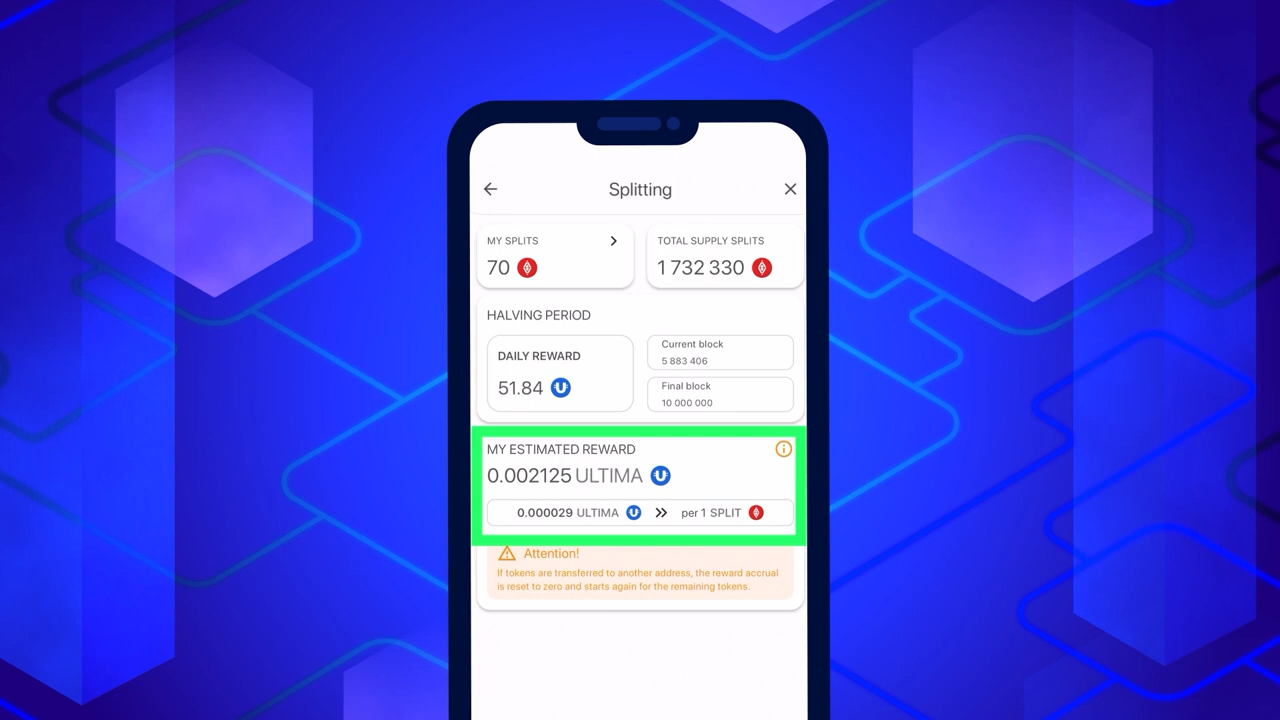 Splitting
MY SPLITS
70
TOTAL SUPPLY SPLITS
1 732 330
HALVING PERIOD
DAILY REWARD
51.84
Current block
5 883 406
Final block
10 000 000
MY ESTIMATED REWARD
0.002125 ULTIMA
0.000029 ULTIMA >> per 1 SPLIT
Attention!
If tokens are transferred to another address, the reward accrual
is reset to zero and starts again for the remaining tokens.